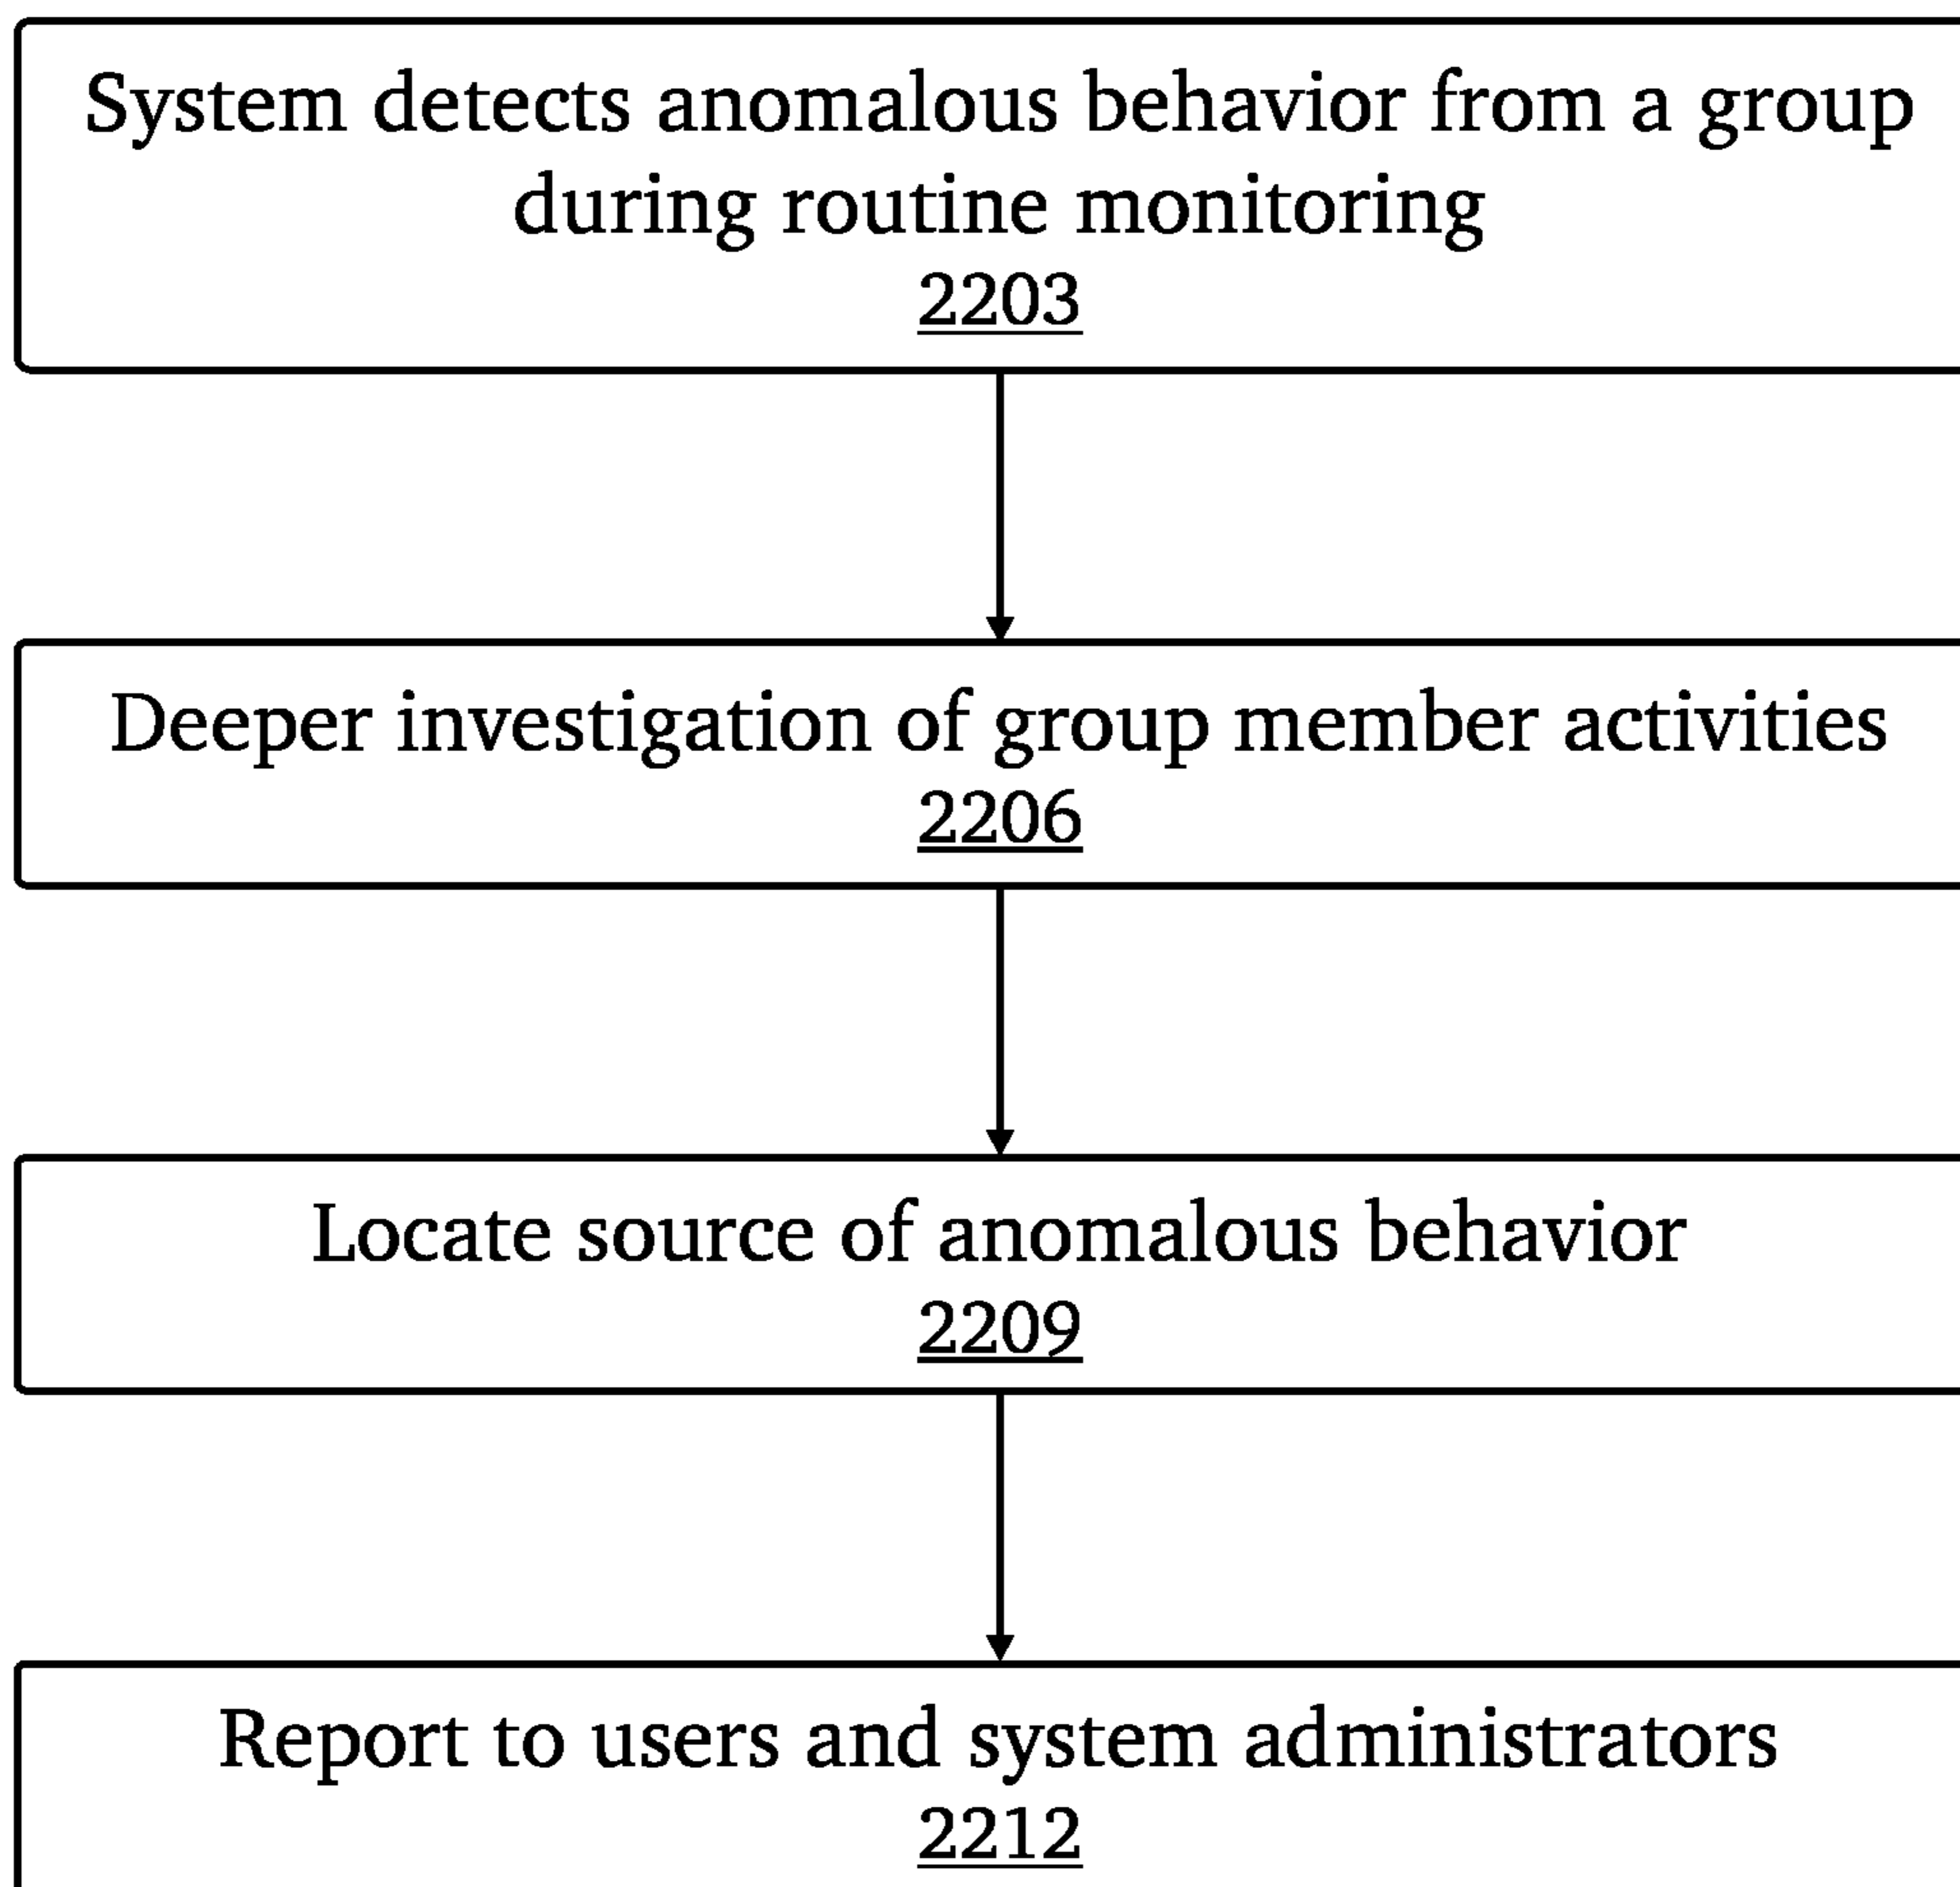 System detects anomalous behavior from a group
during routine monitoring
2203
Deeper investigation of group member activities
2206
Locate source of anomalous behavior
2209
Report to users and system administrators
2212